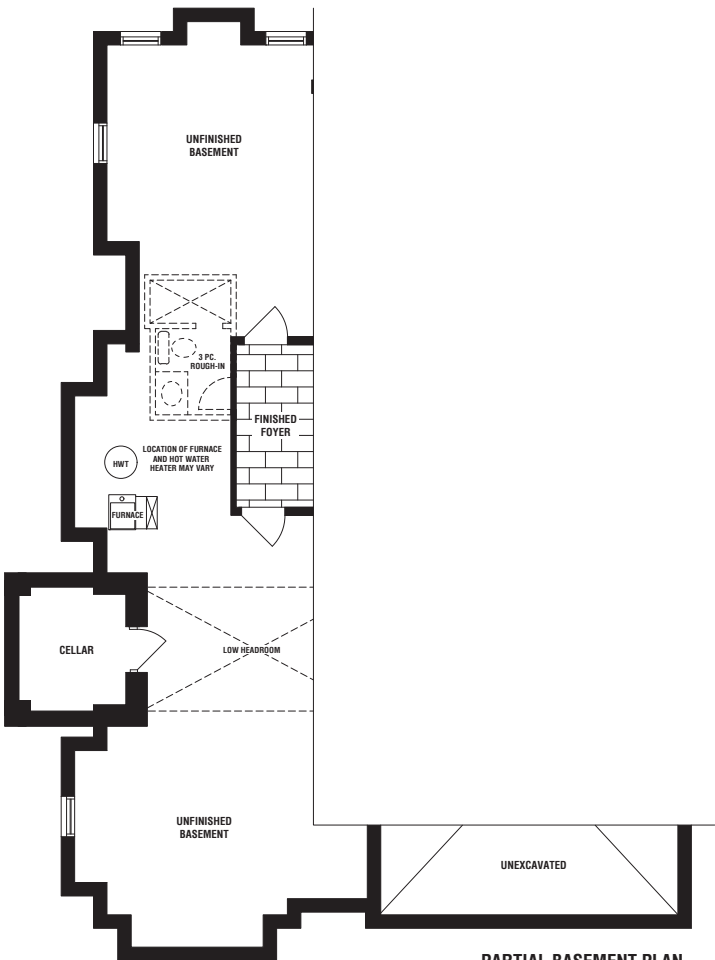 UNFINISHED
BASEMENT
3 PC.
ROUGH-IN
FINISHED
FOYER
LOCATION OF FURNACE
AND HOT WATER
HEATER MAY VARY
HWT
FURNACE
CELLAR
LOW HEADROOM
UNFINISHED
BASEMENT
UNEXCAVATED
PARTIAL BASEMENT PLAN